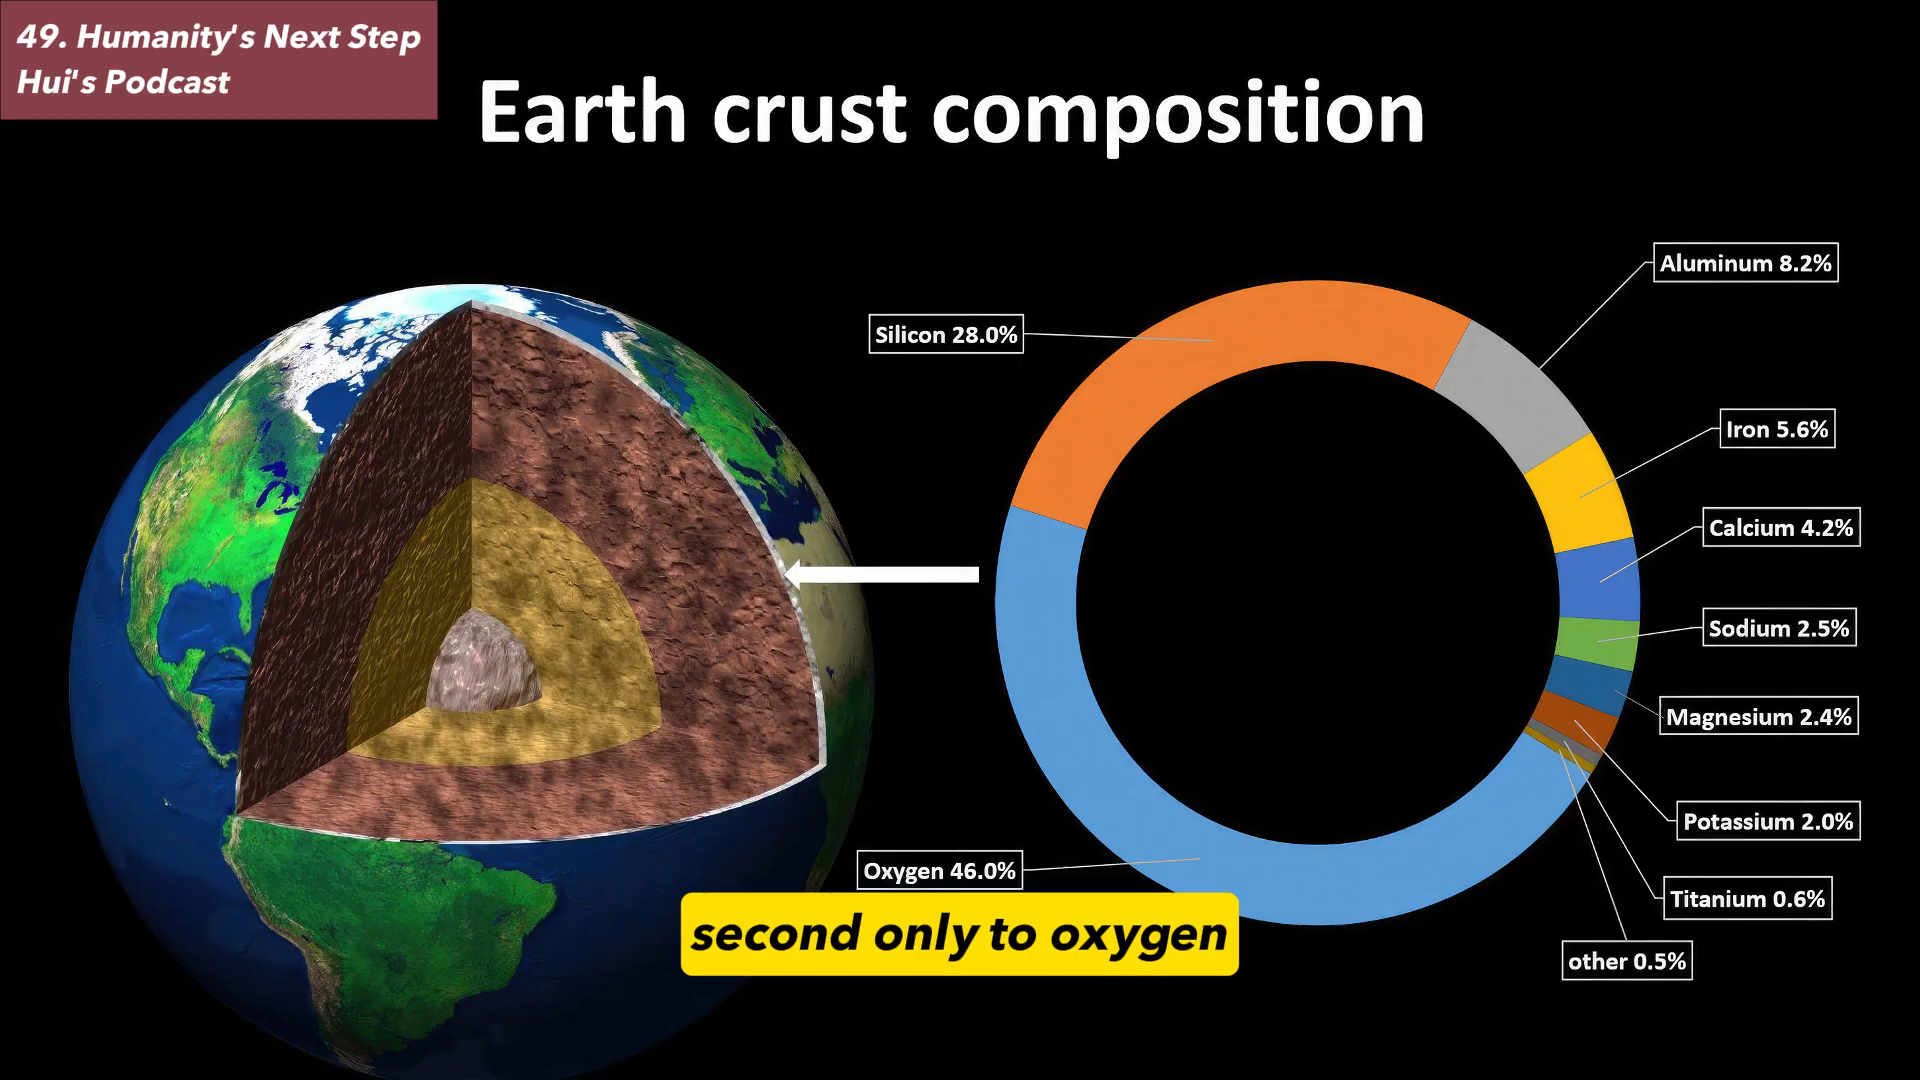 49. Humanity's Next Step
Hui's Podcast
Earth crust composition
Aluminum 8.2%
Silicon 28.0%
Iron 5.6%
Calcium 4.2%
Sodium 2.5%
Magnesium 2.4%
Potassium 2.0%
Oxygen 46.0%
Titanium 0.6%
second only to oxygen
other 0.5%